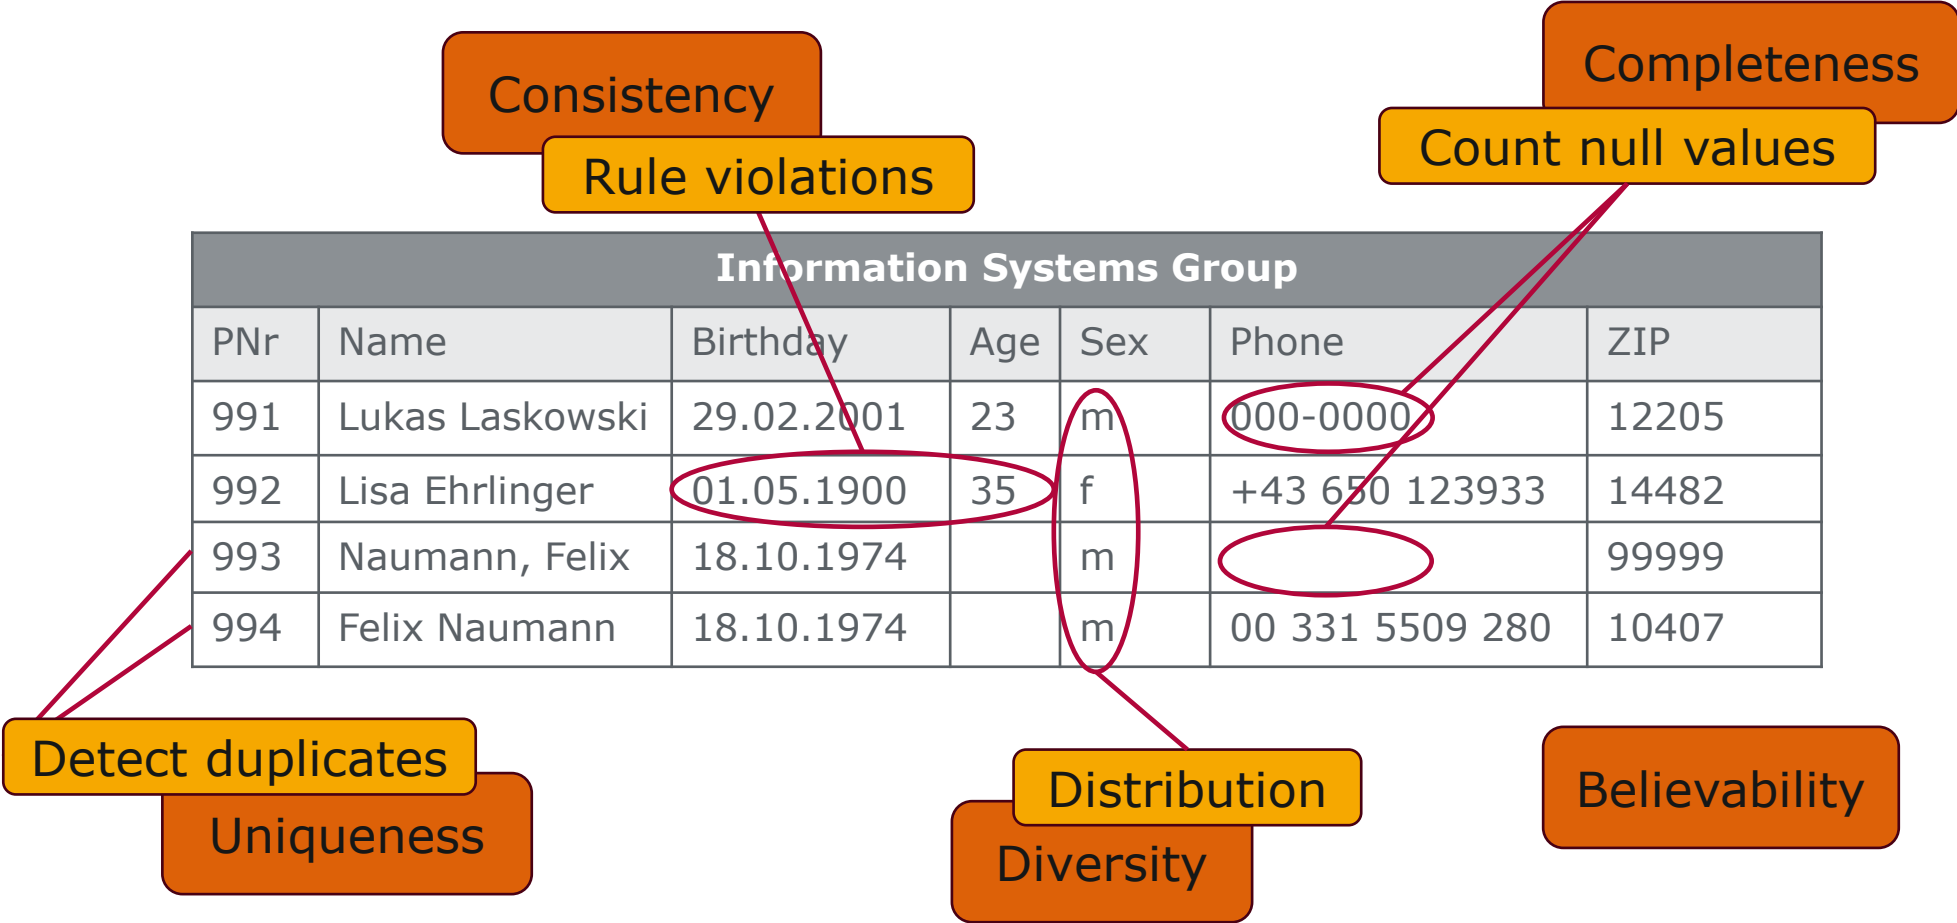 Consistency
Rule violations
Completeness
Count null values
Information Systems Group
PNr Name Birthday Age Sex Phone ZIP
991 Lukas Laskowski 29.02.2001 23 m 000-0000 12205
992 Lisa Ehrlinger 01.05.1900 35 f +43 650 123933 14482
993 Naumann, Felix 18.10.1974 m 99999
994 Felix Naumann 18.10.1974 m 00 331 5509 280 10407
Detect duplicates
Uniqueness
Distribution
Diversity
Believability